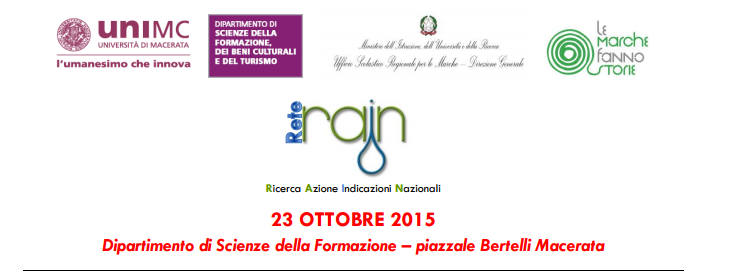 UNIMC
UNIVERSITÀ DI MACERATA
l'umanesimo che innova
DIPARTIMENTO DI
SCIENZE DELLA
FORMAZIONE,
DEI BENI CULTURALI
E DEL TURISMO
Ministero dell'Istruzione, dell'Università e della Ricerca
Ufficio Scolastico Regionale per le Marche – Direzione Generale
le
MARCHE
fanno
STORIE
Rete
rain
Ricerca Azione Indicazioni Nazionali
23 OTTOBRE 2015
Dipartimento di Scienze della Formazione – piazzale Bertelli Macerata